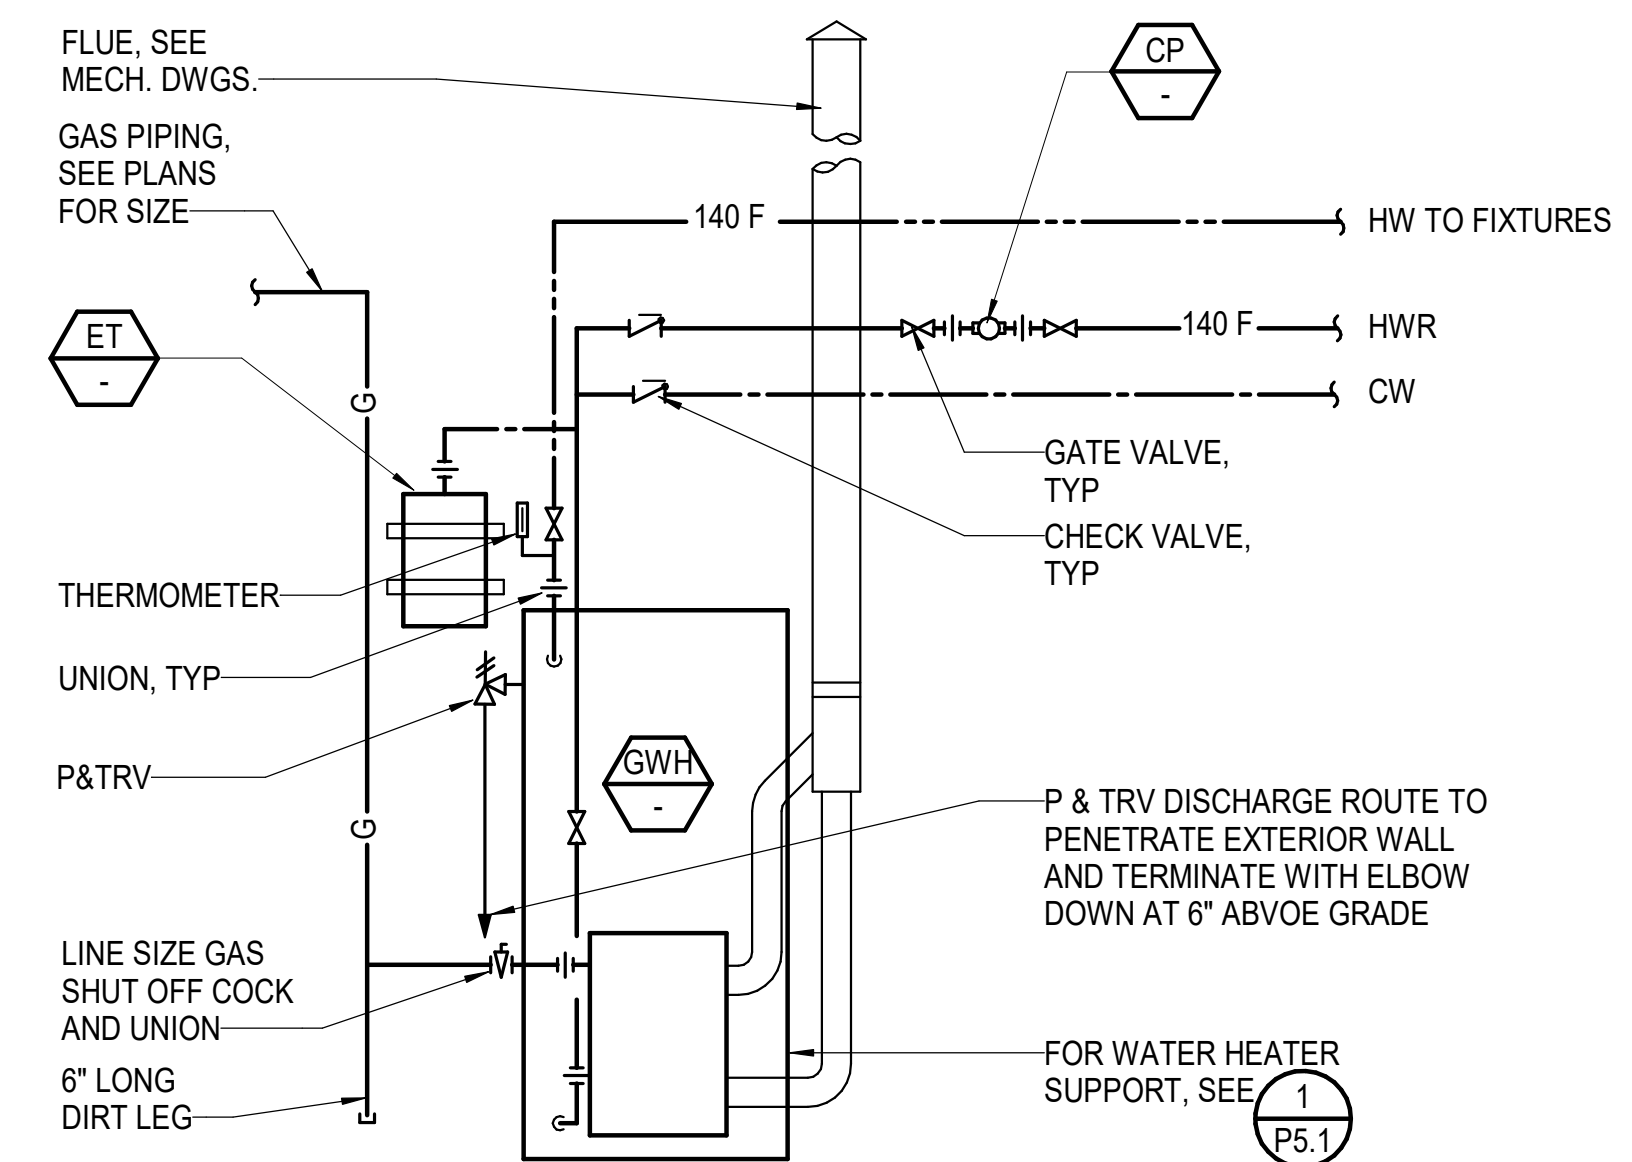 FLUE, SEE
MECH. DWGS.
GAS PIPING,
SEE PLANS
FOR SIZE
CP
-
140 F
HW TO FIXTURES
140 F
HWR
CW
ET
-
G
GATE VALVE,
TYP
CHECK VALVE,
TYP
THERMOMETER
UNION, TYP
P&TRV
GWH
-
G
P & TRV DISCHARGE ROUTE TO
PENETRATE EXTERIOR WALL
AND TERMINATE WITH ELBOW
DOWN AT 6" ABVOE GRADE
LINE SIZE GAS
SHUT OFF COCK
AND UNION
6" LONG
DIRT LEG
FOR WATER HEATER
SUPPORT, SEE
1
P5.1